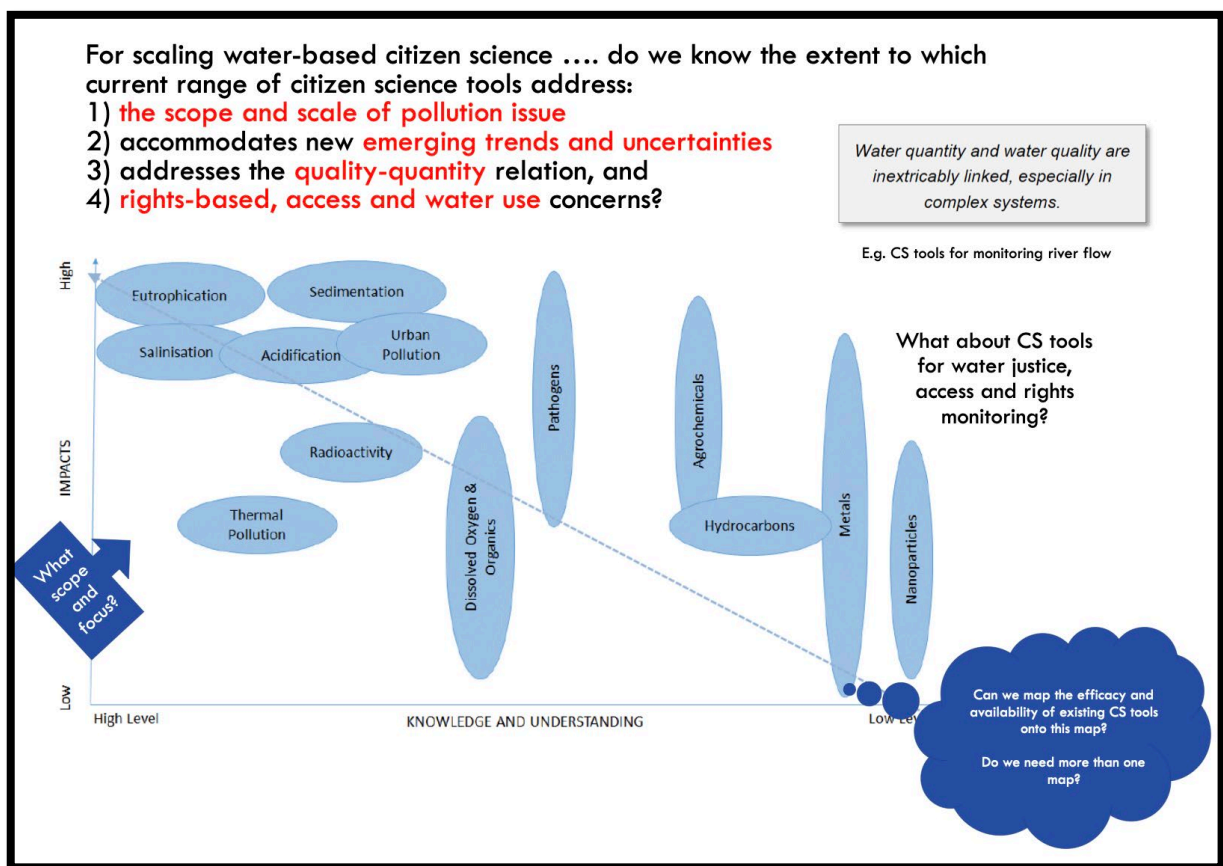 For scaling water-based citizen science .... do we know the extent to which
current range of citizen science tools address:
1) the scope and scale of pollution issue
2) accommodates new emerging trends and uncertainties
3) addresses the quality-quantity relation, and
4) rights-based, access and water use concerns?
Water quantity and water quality are
inextricably linked, especially in
complex systems.
E.g. CS tools for monitoring river flow
What about CS tools
for water justice,
access and rights
monitoring?
High
IMPACTS
Low
Eutrophication
Sedimentation
Salinisation
Acidification
Urban
Pollution
Radioactivity
Thermal
Pollution
Dissolved Oxygen &
Organics
Pathogens
Agrochemicals
Hydrocarbons
Metals
Nanoparticles
What
scope
and
focus?
High Level
KNOWLEDGE AND UNDERSTANDING
Low
Can we map the efficacy and
availability of existing CS tools
onto this map?
Do we need more than one
map?